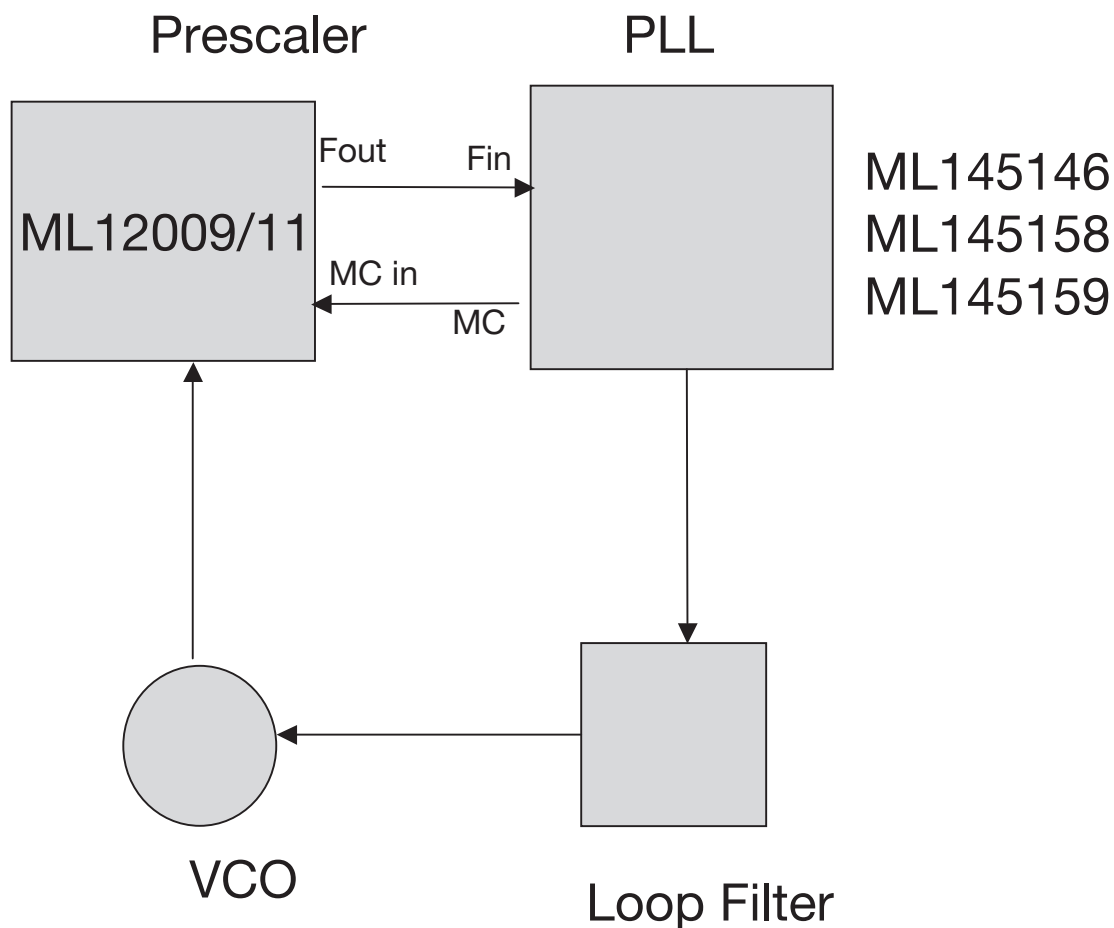 Prescaler
PLL
Fout
Fin
ML12009/11
MC in
MC
ML145146
ML145158
ML145159
VCO
Loop Filter